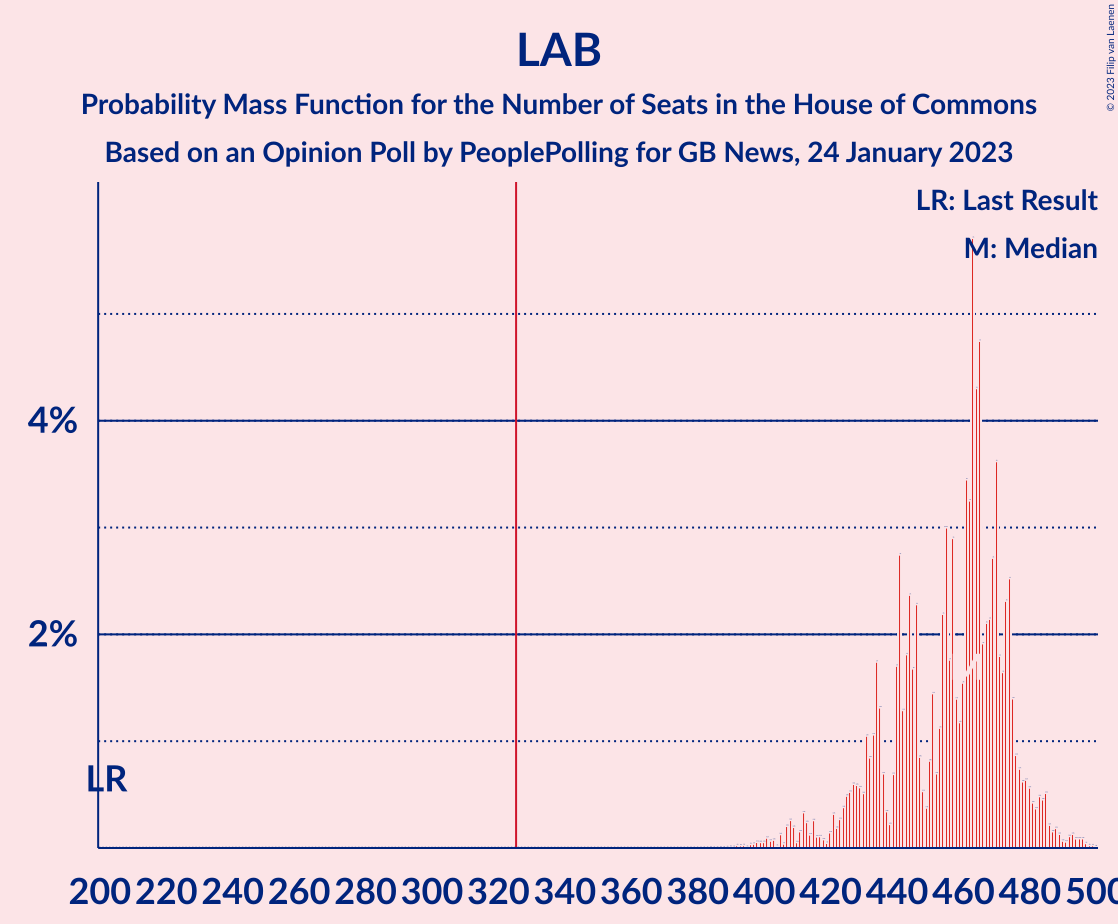 LAB
Probability Mass Function for the Number of Seats in the House of Commons
Based on an Opinion Poll by PeoplePolling for GB News, 24 January 2023
© 2023 Filip van Laenen
LR: Last Result
M: Median
4%
2%
LR
200 220 240 260 280 300 320 340 360 380 400 420 440 460 480 500